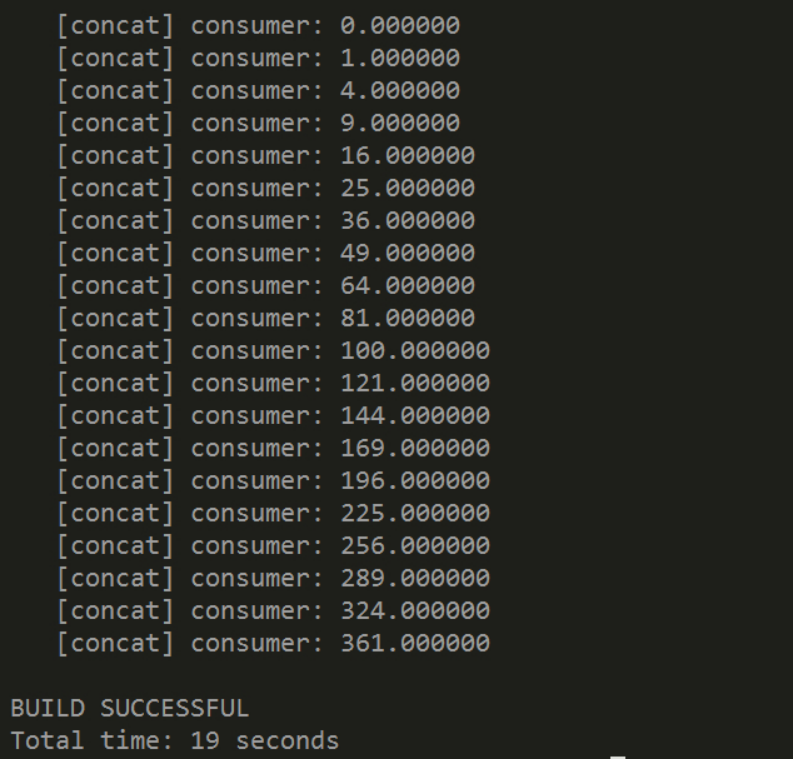 [concat] consumer: 0.000000
[concat] consumer: 1.000000
[concat] consumer: 4.000000
[concat] consumer: 9.000000
[concat] consumer: 16.000000
[concat] consumer: 25.000000
[concat] consumer: 36.000000
[concat] consumer: 49.000000
[concat] consumer: 64.000000
[concat] consumer: 81.000000
[concat] consumer: 100.000000
[concat] consumer: 121.000000
[concat] consumer: 144.000000
[concat] consumer: 169.000000
[concat] consumer: 196.000000
[concat] consumer: 225.000000
[concat] consumer: 256.000000
[concat] consumer: 289.000000
[concat] consumer: 324.000000
[concat] consumer: 361.000000
BUILD SUCCESSFUL
Total time: 19 seconds